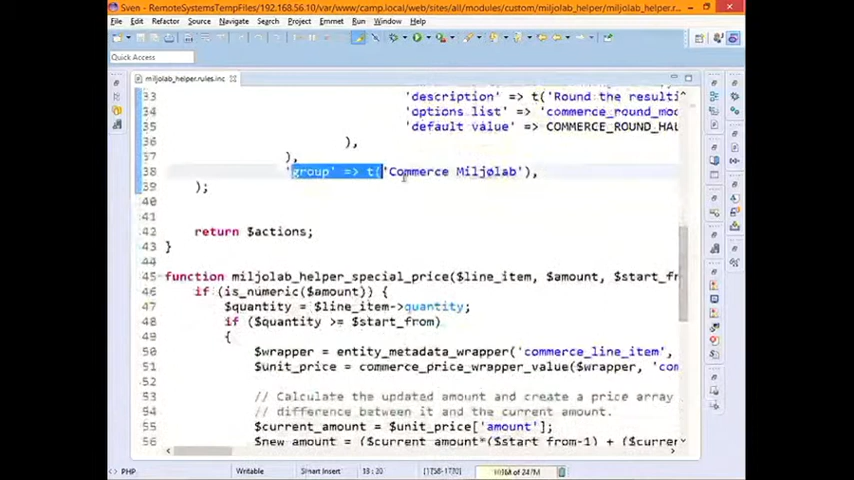 Sven - RemoteSystemsTempFiles/192.168.56.10/var/www/camp.local/web/sites/all/modules/custom/miljolab_helper/miljolab_helper.r...
File Edit Refactor Source Navigate Search Project Emmet Run Window Help
Quick Access
miljolab_helper.rules.inc
33 'description' => t('Round the resulti
34 'options list' => 'commerce_round_mod
35 'default value' => COMMERCE_ROUND_HAL
36 ),
37 ),
38 'group' => t('Commerce Miljølab'),
39 );
40
41
42 return $actions;
43 }
44
45 function miljolab_helper_special_price($line_item, $amount, $start_fr
46 if (is_numeric($amount)) {
47 $quantity = $line_item->quantity;
48 if ($quantity >= $start_from)
49 {
50 $wrapper = entity_metadata_wrapper('commerce_line_item',
51 $unit_price = commerce_price_wrapper_value($wrapper, 'com
52
53 // Calculate the updated amount and create a price array
54 // difference between it and the current amount.
55 $current_amount = $unit_price['amount'];
56 $new_amount = ($current_amount*($start_from-1) + ($curren
PHP Writable Smart Insert 38 : 20 [1758-1770]